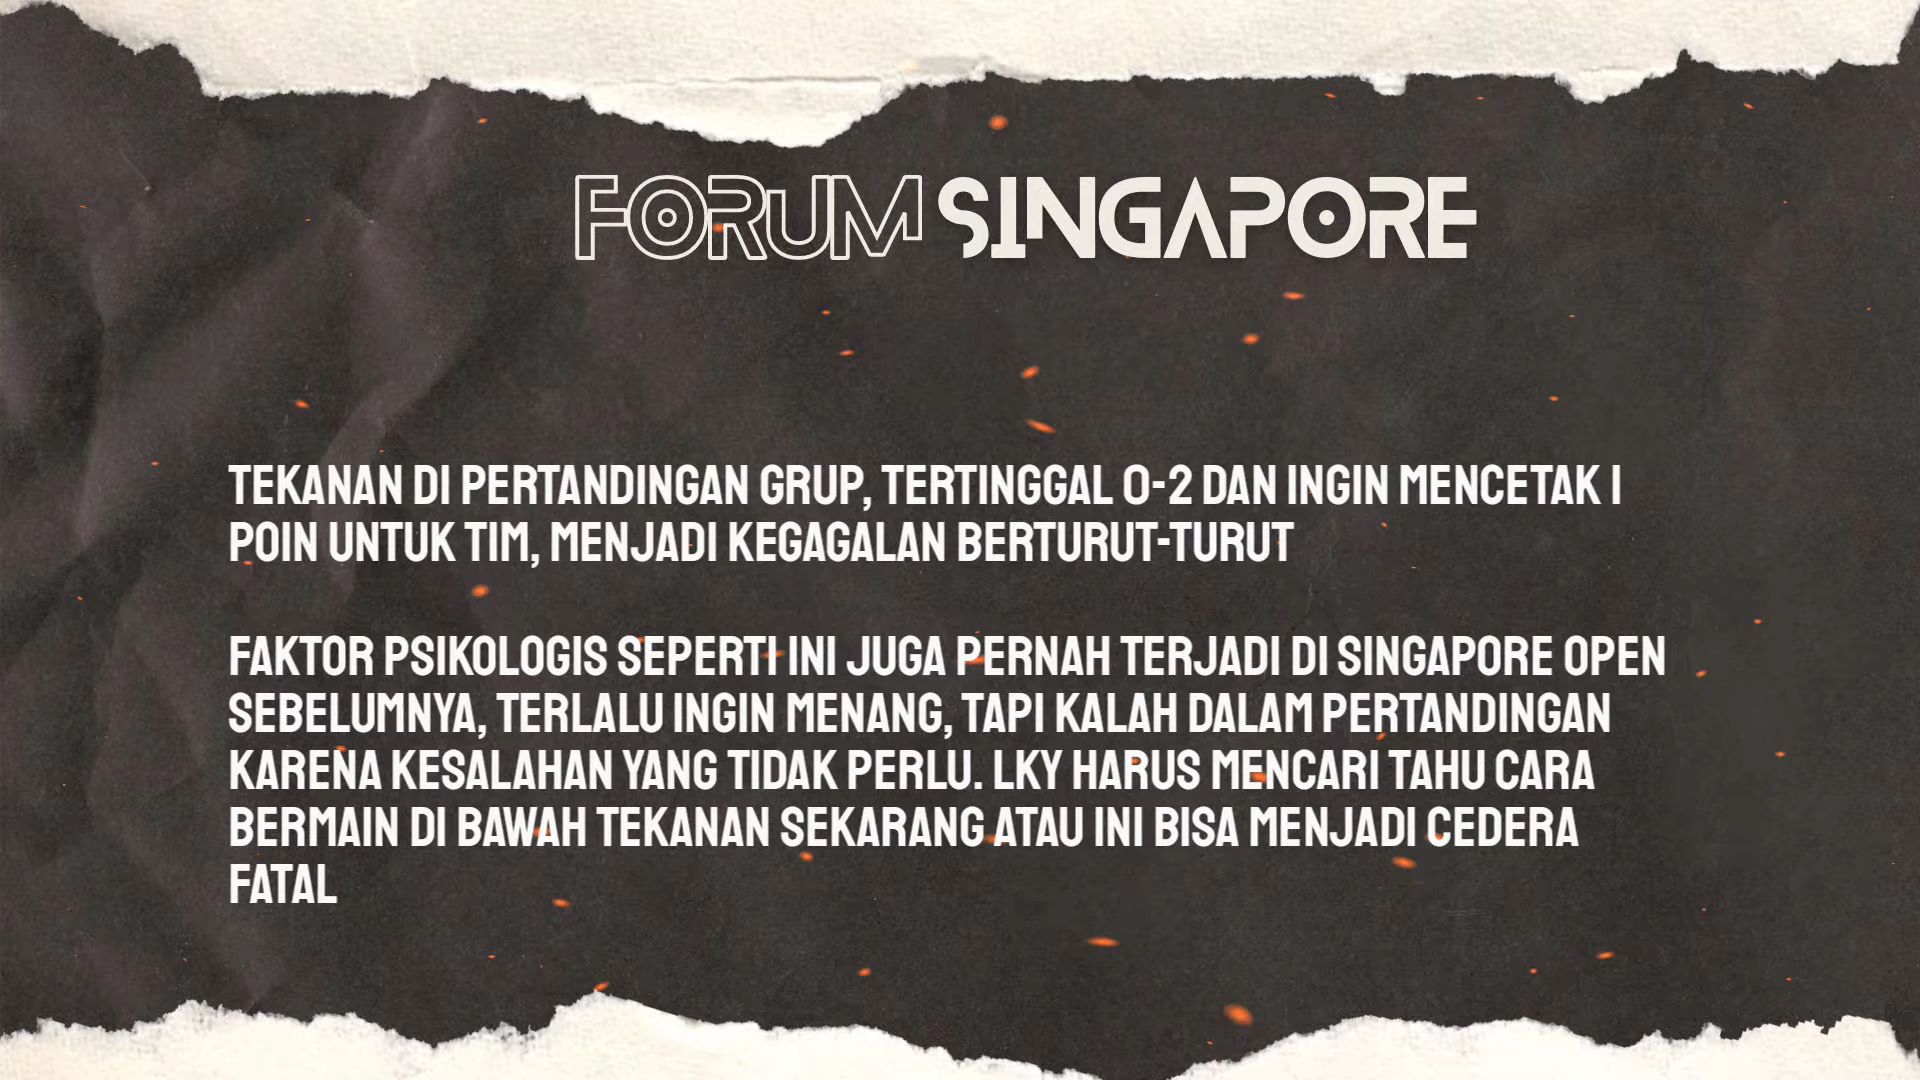 FORUM SINGAPORE
TEKANAN DI PERTANDINGAN GRUP, TERTINGGAL 0-2 DAN INGIN MENCETAK 1
POIN UNTUK TIM, MENJADI KEGAGALAN BERTURUT-TURUT
FAKTOR PSIKOLOGIS SEPERTI INI JUGA PERNAH TERJADI DI SINGAPORE OPEN
SEBELUMNYA, TERLALU INGIN MENANG, TAPI KALAH DALAM PERTANDINGAN
KARENA KESALAHAN YANG TIDAK PERLU. LKY HARUS MENCARI TAHU CARA
BERMAIN DI BAWAH TEKANAN SEKARANG ATAU INI BISA MENJADI CEDERA
FATAL